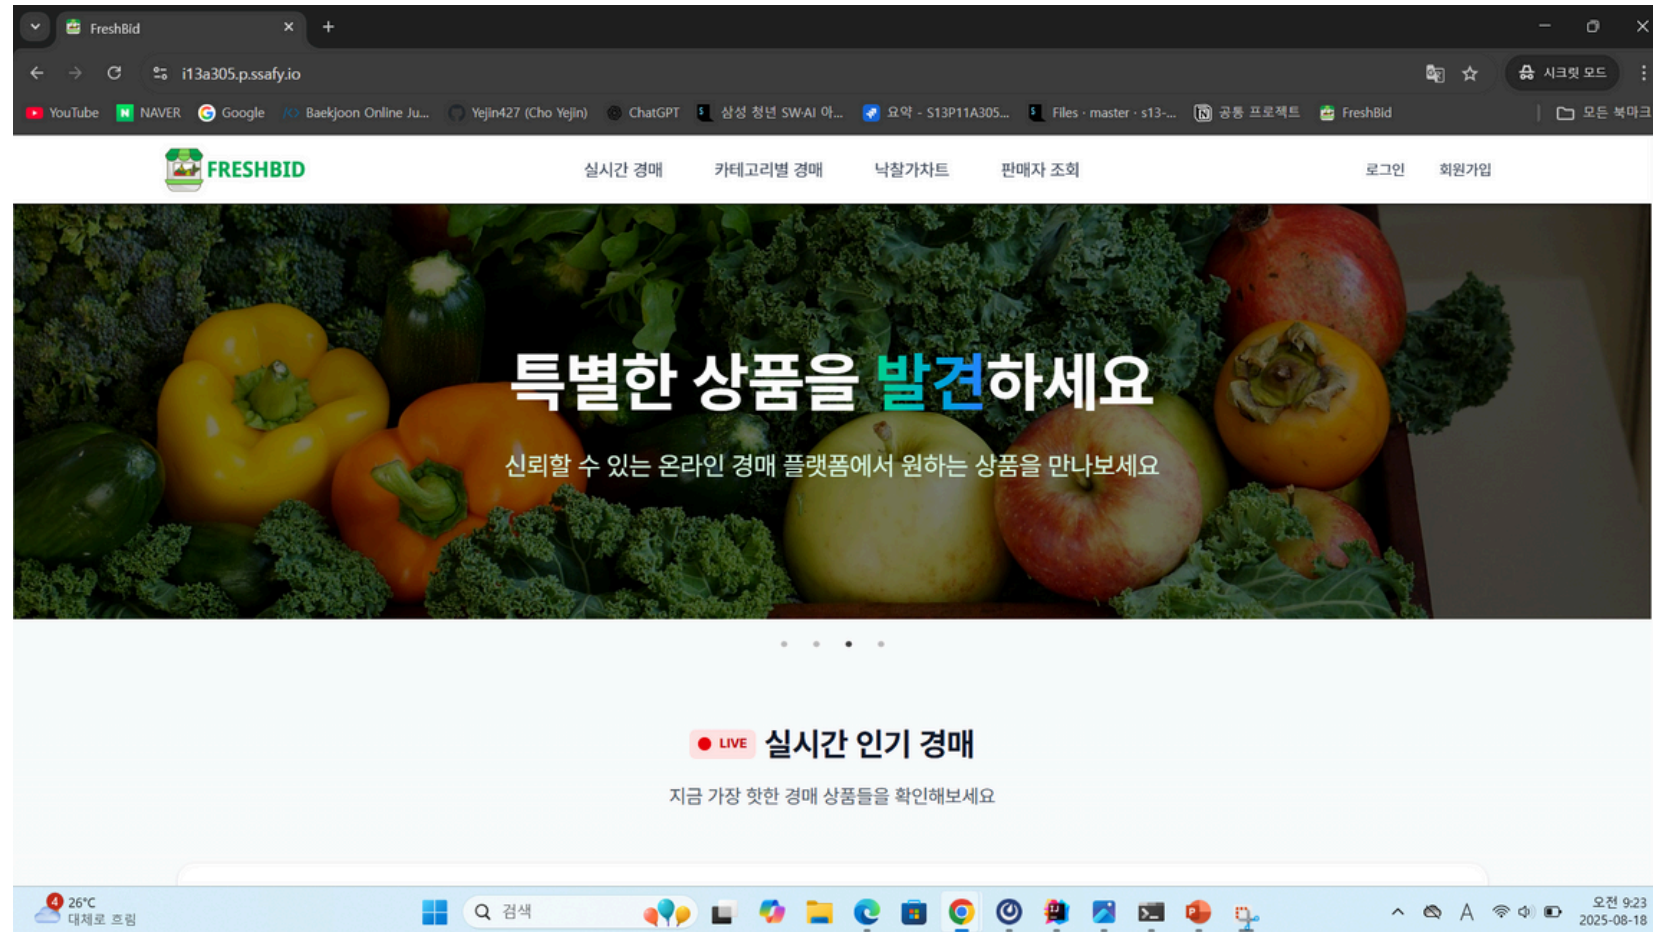 FreshBid
i13a305.p.ssafy.io
시크릿 모드
YouTube NAVER Google Baekjoon Online Ju... Yejin427 (Cho Yejin) ChatGPT 삼성 청년 SW·AI 아... 요약 - S13P11A305... Files · master · s13-... 공통 프로젝트 FreshBid 모든 북마크
FRESHBID 실시간 경매 카테고리별 경매 낙찰가차트 판매자 조회 로그인 회원가입
특별한 상품을 발견하세요
신뢰할 수 있는 온라인 경매 플랫폼에서 원하는 상품을 만나보세요
LIVE 실시간 인기 경매
지금 가장 핫한 경매 상품들을 확인해보세요
4 26°C
대체로 흐림
검색
A
오전 9:23
2025-08-18